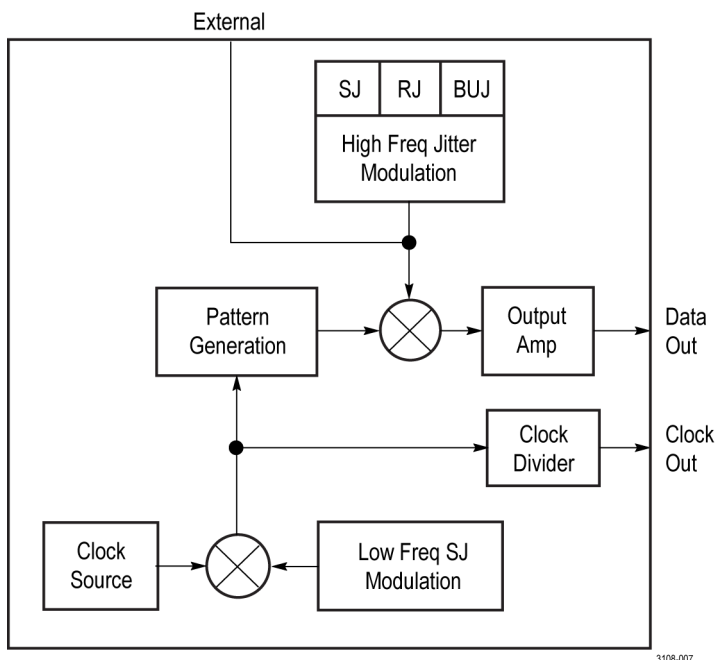 External
SJ RJ BUJ
High Freq Jitter
Modulation
Pattern
Generation
Output
Amp
Data
Out
Clock
Divider
Clock
Out
Clock
Source
Low Freq SJ
Modulation
3108-007